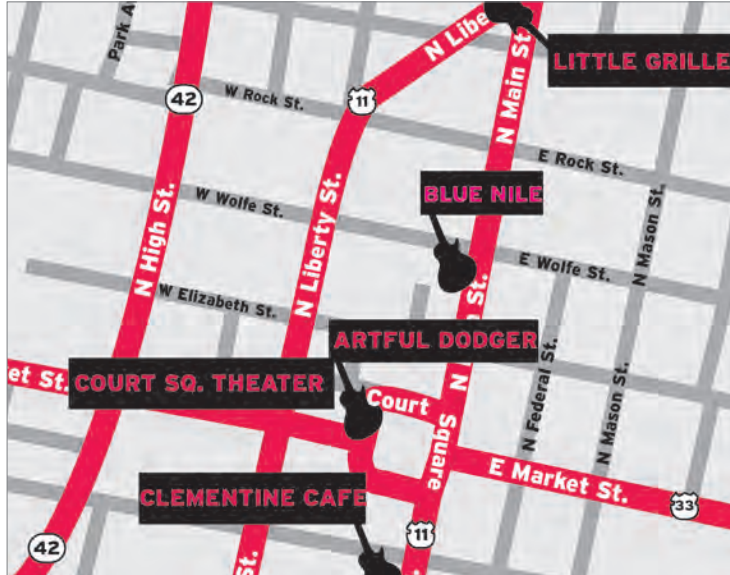 Park A
N Libe
LITTLE GRILLE
42
11
N Main St.
W Rock St.
E Rock St.
BLUE NILE
W Wolfe St.
N Mason St.
N High St.
N Liberty St.
E Wolfe St.
W Elizabeth St.
St.
ARTFUL DODGER
et St.
COURT SQ. THEATER
Court
N
N Federal St.
N Mason St.
Square
E Market St.
CLEMENTINE CAFE
33
42
St.
11